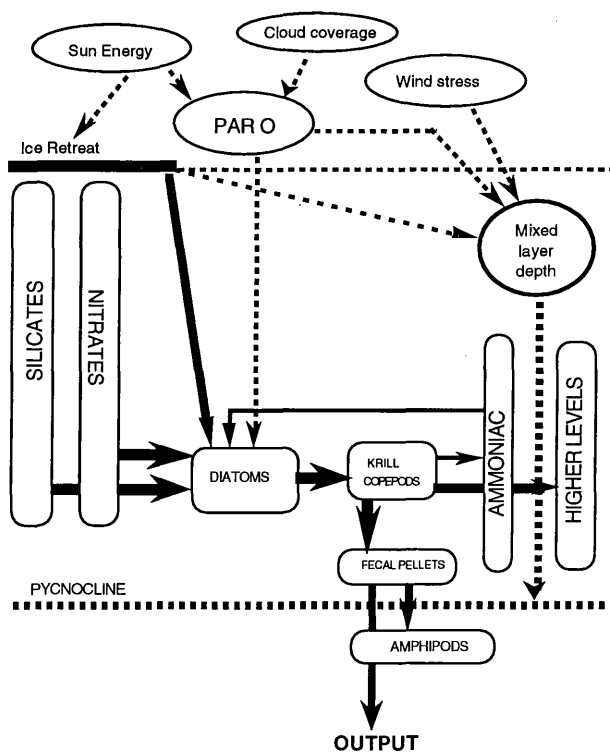 Cloud coverage
Sun Energy
Wind stress
PAR O
Ice Retreat
Mixed
layer
depth
SILICATES
NITRATES
AMMONIAC
HIGHER LEVELS
DIATOMS
KRILL
COPEPODS
FECAL PELLETS
PYCNOCLINE
AMPHIPODS
OUTPUT